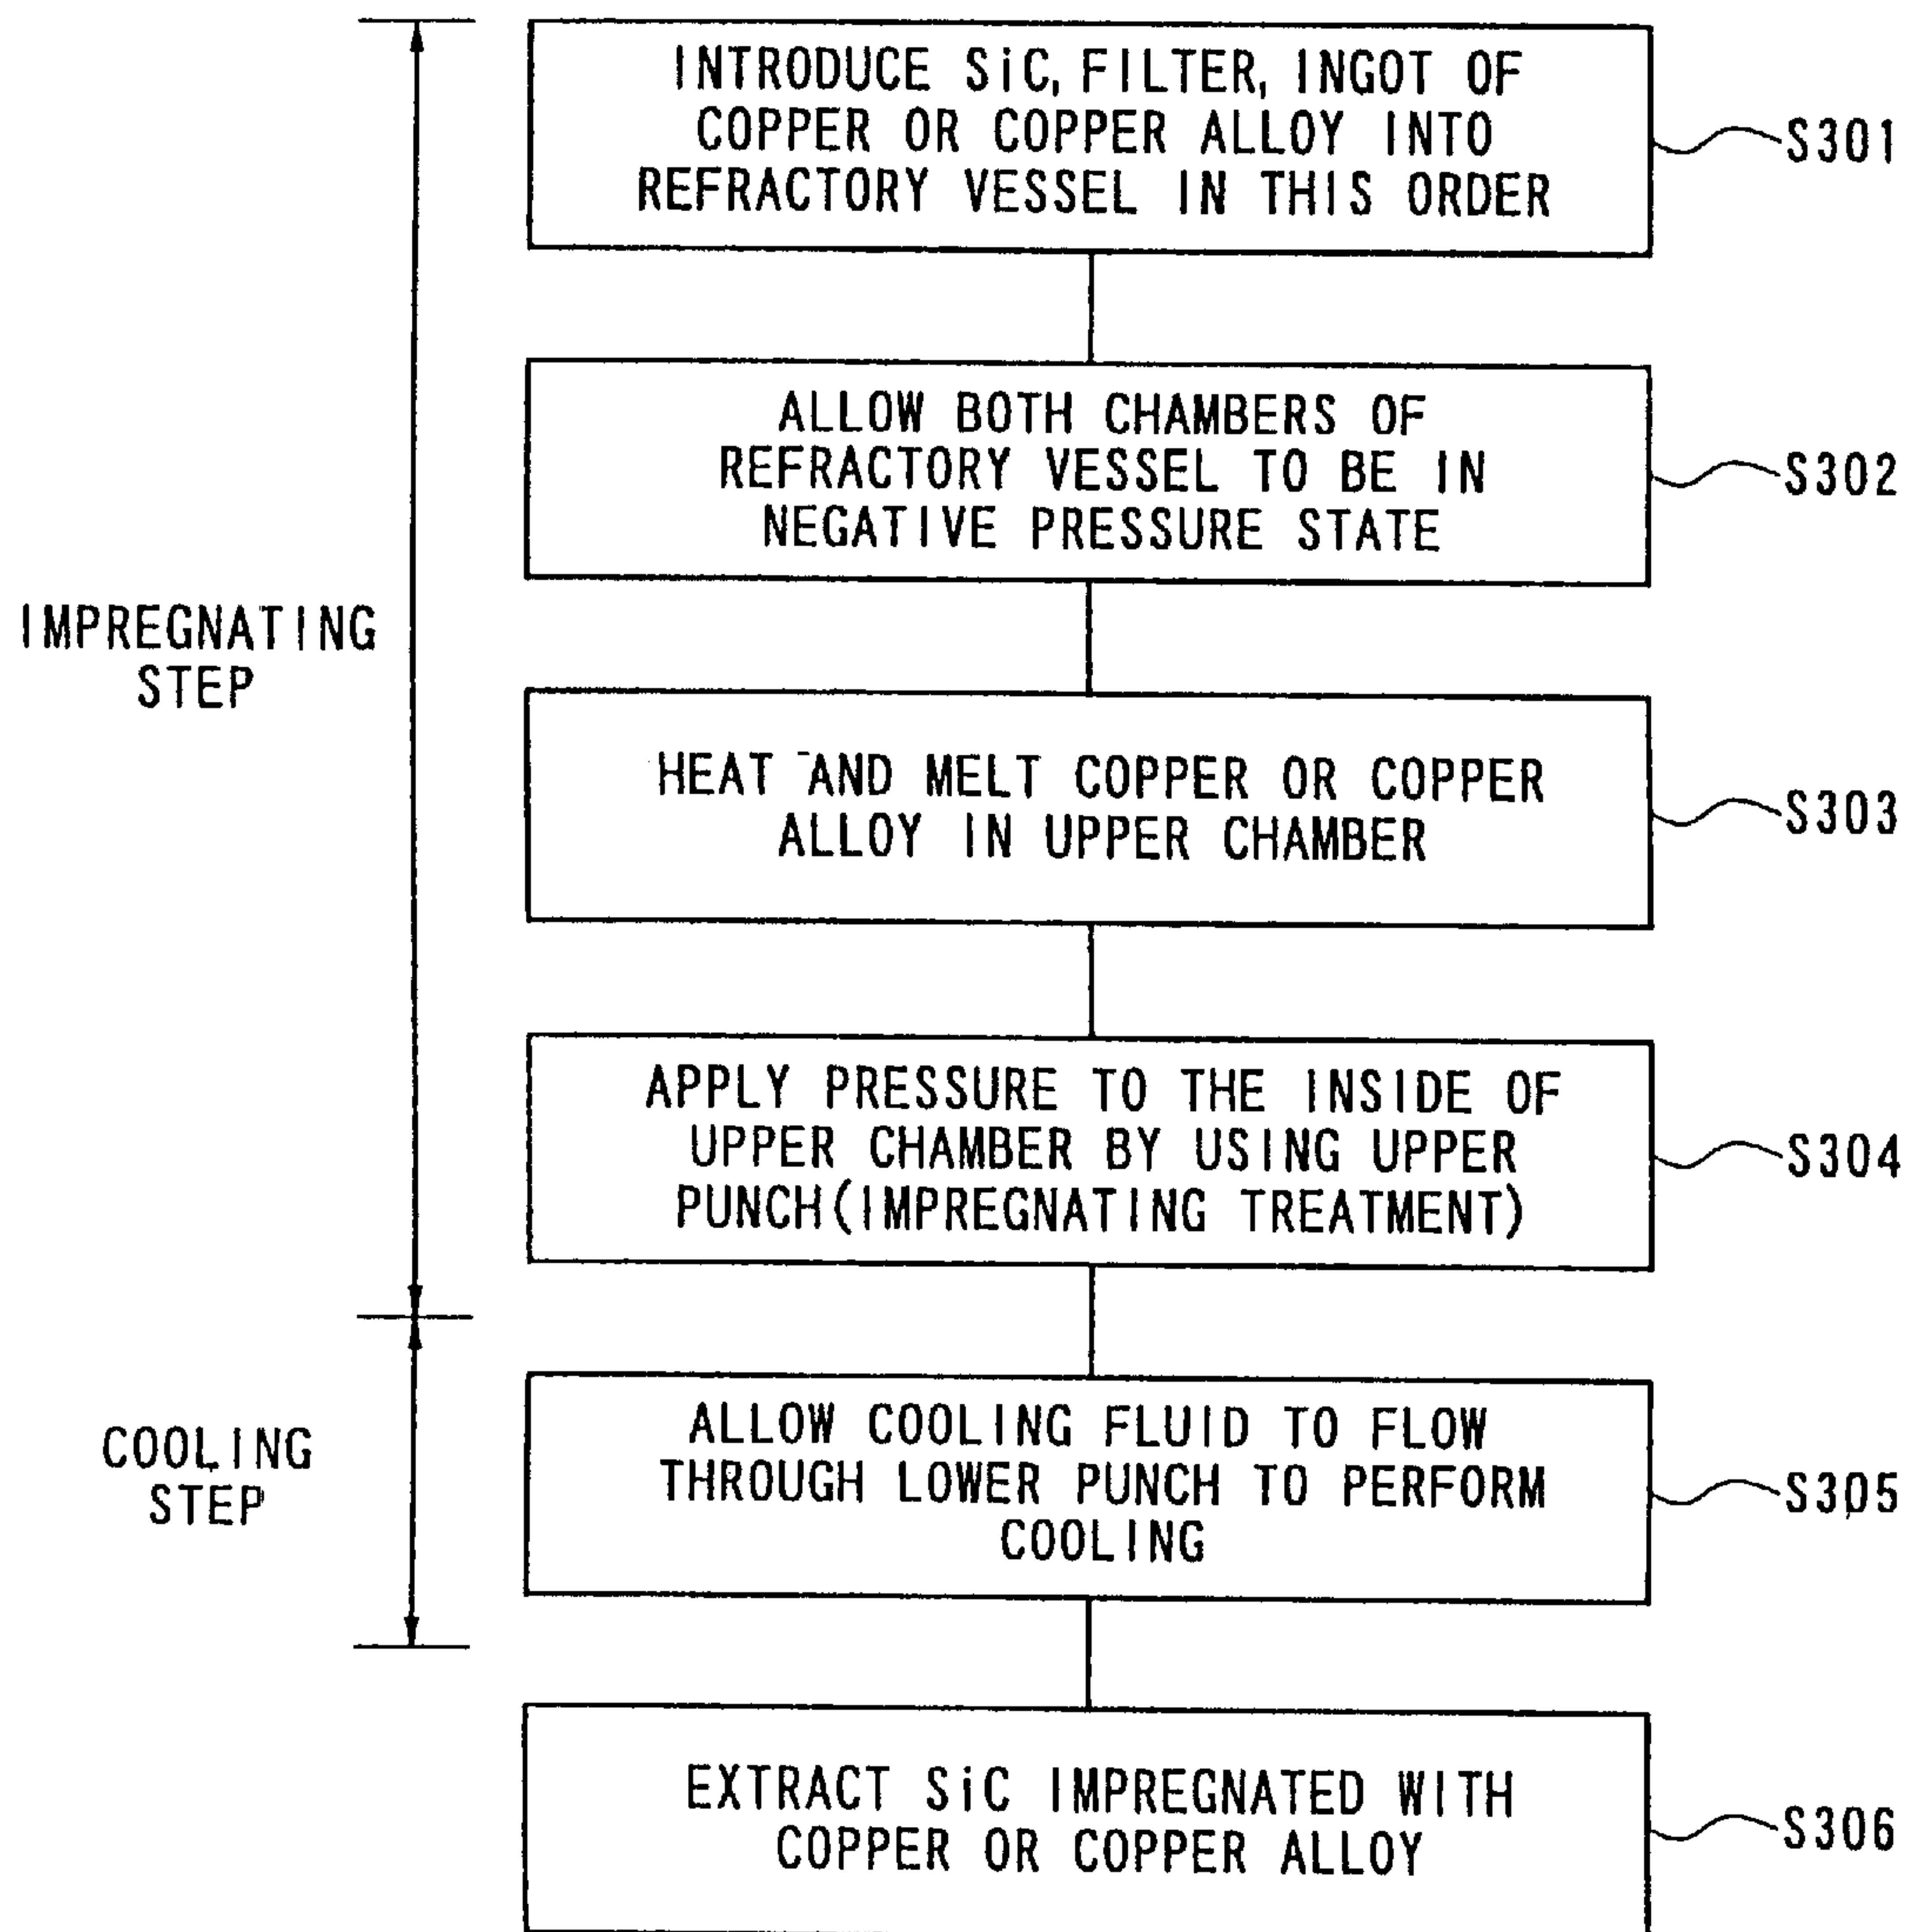 INTRODUCE SiC, FILTER, INGOT OF
COPPER OR COPPER ALLOY INTO
REFRACTORY VESSEL IN THIS ORDER
S301
ALLOW BOTH CHAMBERS OF
REFRACTORY VESSEL TO BE IN
NEGATIVE PRESSURE STATE
S302
IMPREGNATING
STEP
HEAT AND MELT COPPER OR COPPER
ALLOY IN UPPER CHAMBER
S303
APPLY PRESSURE TO THE INSIDE OF
UPPER CHAMBER BY USING UPPER
PUNCH(IMPREGNATING TREATMENT)
S304
COOLING
STEP
ALLOW COOLING FLUID TO FLOW
THROUGH LOWER PUNCH TO PERFORM
COOLING
S305
EXTRACT SiC IMPREGNATED WITH
COPPER OR COPPER ALLOY
S306